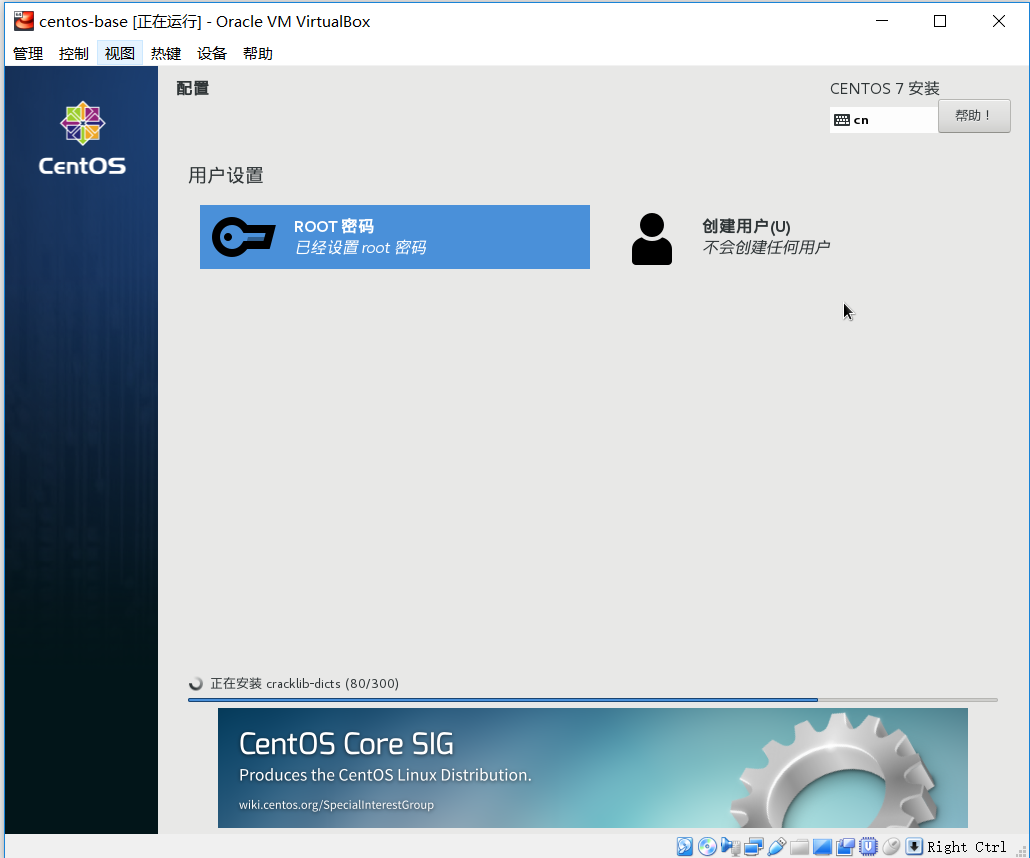 centos-base [正在运行] - Oracle VM VirtualBox
管理 控制 视图 热键 设备 帮助
CentOS
配置
CENTOS 7 安装
cn
帮助！
用户设置
ROOT 密码
已经设置 root 密码
创建用户(U)
不会创建任何用户
正在安装 cracklib-dicts (80/300)
CentOS Core SIG
Produces the CentOS Linux Distribution.
wiki.centos.org/SpecialInterestGroup
Right Ctrl